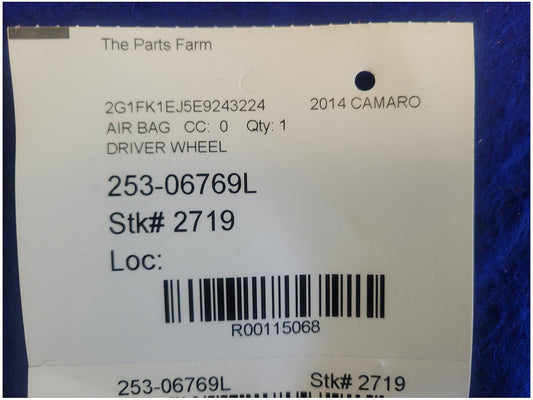 The Parts Farm
2G1FK1EJ5E9243224 2014 CAMARO
AIR BAG CC: 0 Qty: 1
DRIVER WHEEL
253-06769L
Stk# 2719
Loc:
R00115068
253-06769L Stk# 2719